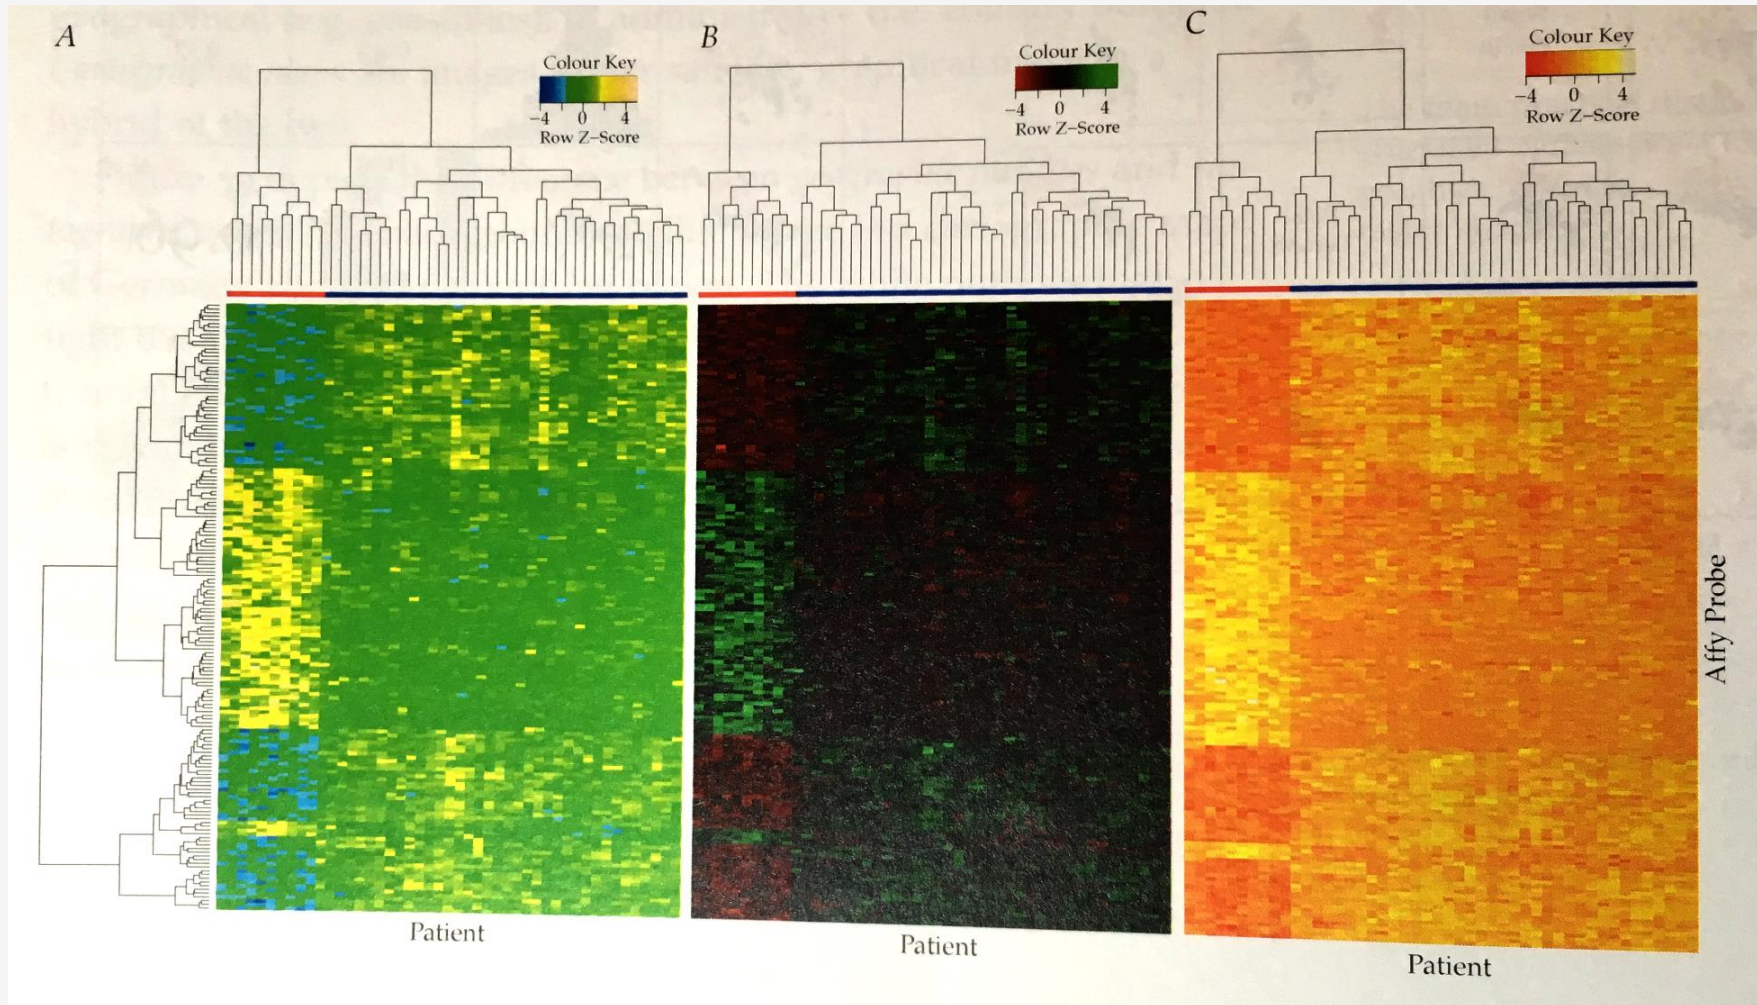 A
Colour Key
−4 0 4
Row Z−Score
Patient
B
Colour Key
−4 0 4
Row Z−Score
Patient
C
Colour Key
−4 0 4
Row Z−Score
Affy Probe
Patient